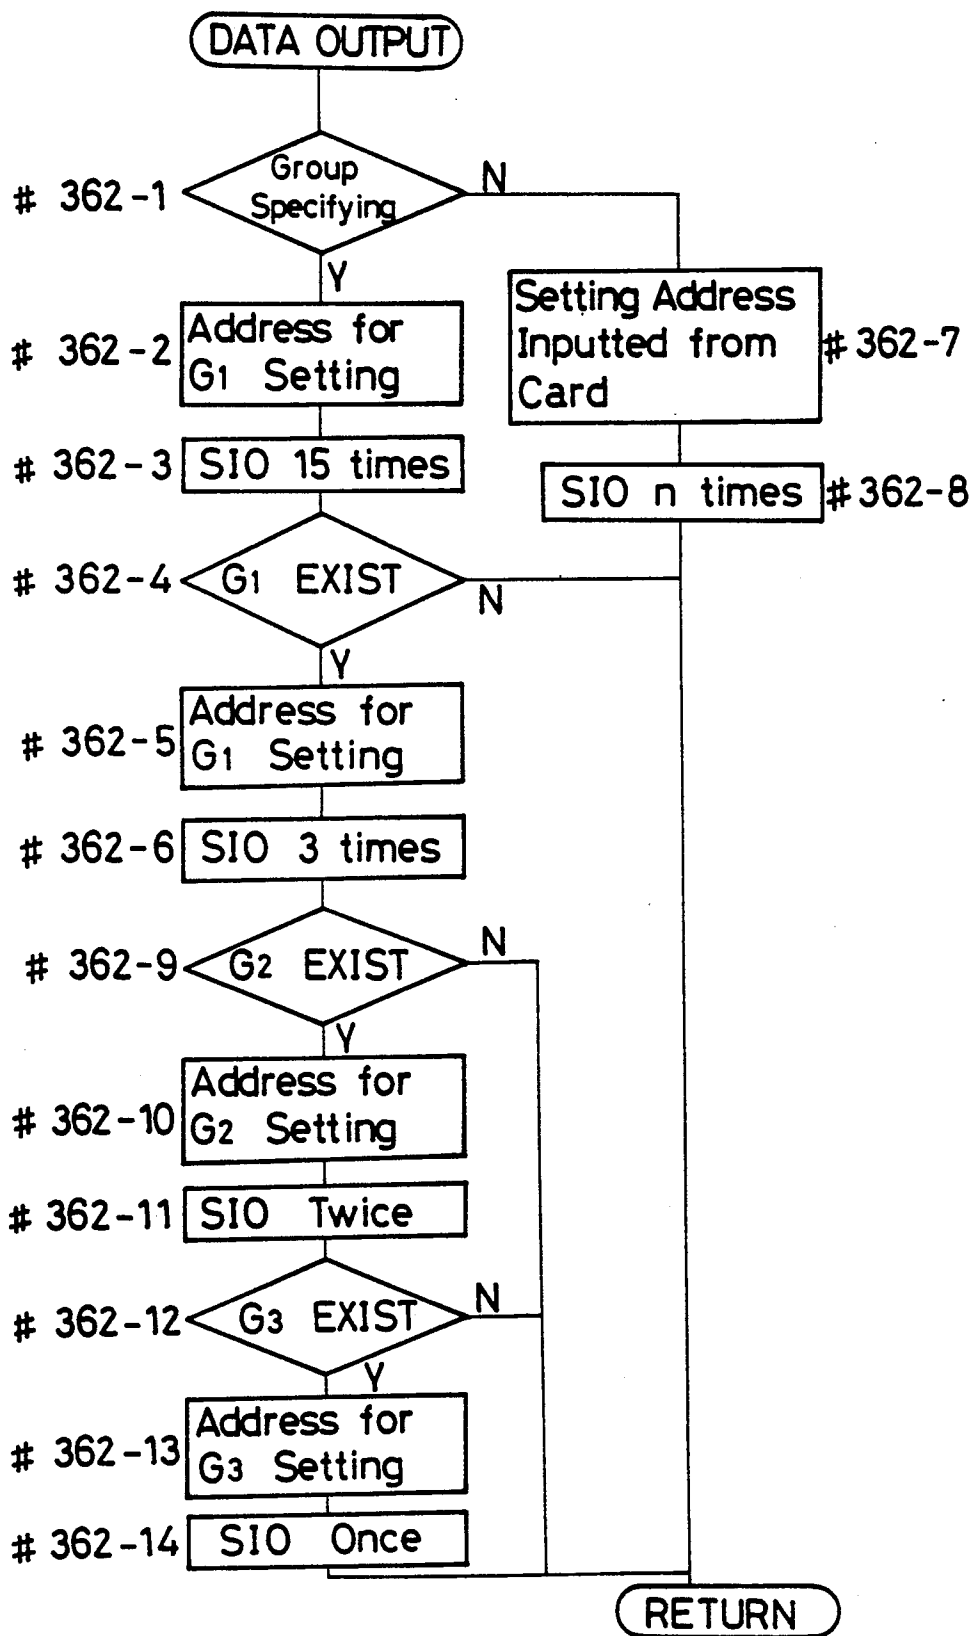 DATA OUTPUT
# 362-1
Group
Specifying
N
Y
# 362-2
Address for
G1 Setting
Setting Address
Inputted from
Card
# 362-7
# 362-3
SIO 15 times
SIO n times
# 362-8
# 362-4
G1 EXIST
N
Y
# 362-5
Address for
G1 Setting
# 362-6
SIO 3 times
# 362-9
G2 EXIST
N
Y
# 362-10
Address for
G2 Setting
# 362-11
SIO Twice
# 362-12
G3 EXIST
N
Y
# 362-13
Address for
G3 Setting
# 362-14
SIO Once
RETURN